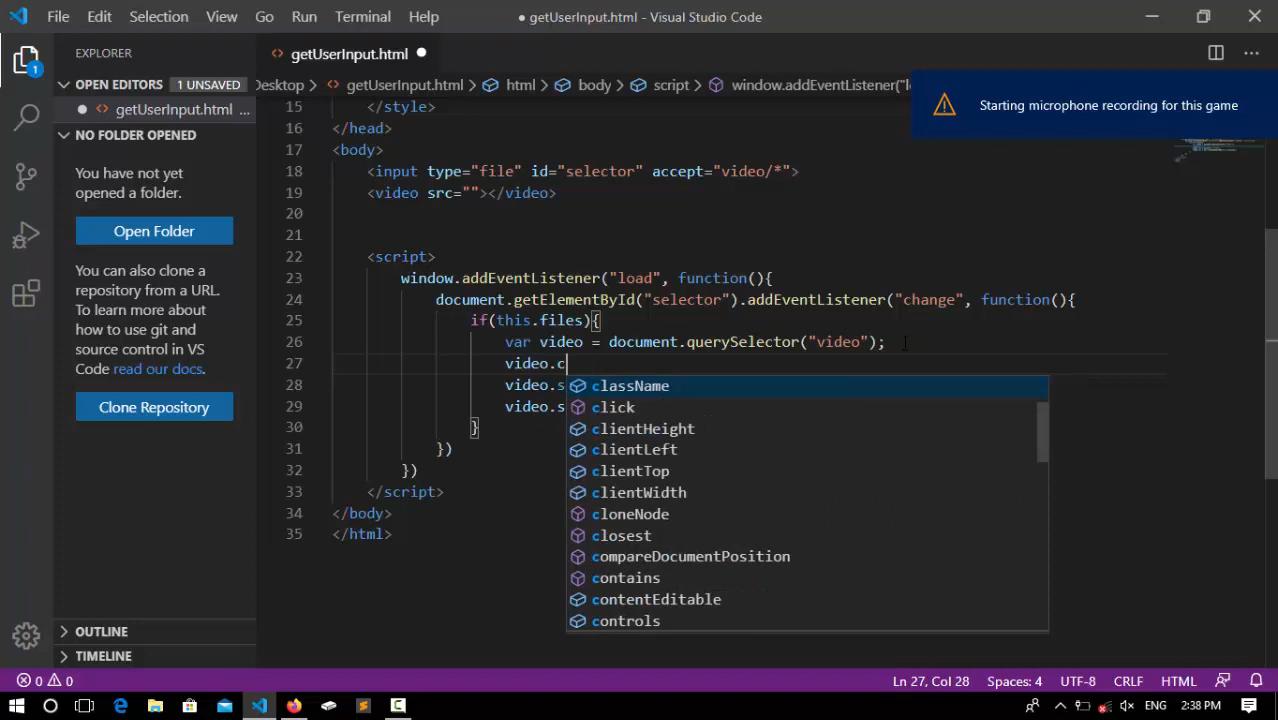 File Edit Selection View Go Run Terminal Help ● getUserInput.html - Visual Studio Code
EXPLORER
getUserInput.html
OPEN EDITORS 1 UNSAVED
Desktop > getUserInput.html > html > body > script > window.addEventListener("l
getUserInput.html ...
Starting microphone recording for this game
NO FOLDER OPENED
You have not yet
opened a folder.
Open Folder
You can also clone a
repository from a URL.
To learn more about
how to use git and
source control in VS
Code read our docs.
Clone Repository
15 </style>
16 </head>
17 <body>
18 <input type="file" id="selector" accept="video/*">
19 <video src=""></video>
20
21
22 <script>
23 window.addEventListener("load", function(){
24 document.getElementById("selector").addEventListener("change", function(){
25 if(this.files){
26 var video = document.querySelector("video");
27 video.c
28 video.s
29 video.s
30 }
31 })
32 })
33 </script>
34 </body>
35 </html>
className
click
clientHeight
clientLeft
clientTop
clientWidth
cloneNode
closest
compareDocumentPosition
contains
contentEditable
controls
OUTLINE
TIMELINE
0 0 Ln 27, Col 28 Spaces: 4 UTF-8 CRLF HTML
ENG 2:38 PM
1